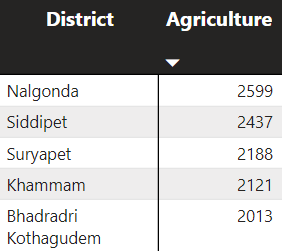 District Agriculture
Nalgonda 2599
Siddipet 2437
Suryapet 2188
Khammam 2121
Bhadradri 2013
Kothagudem